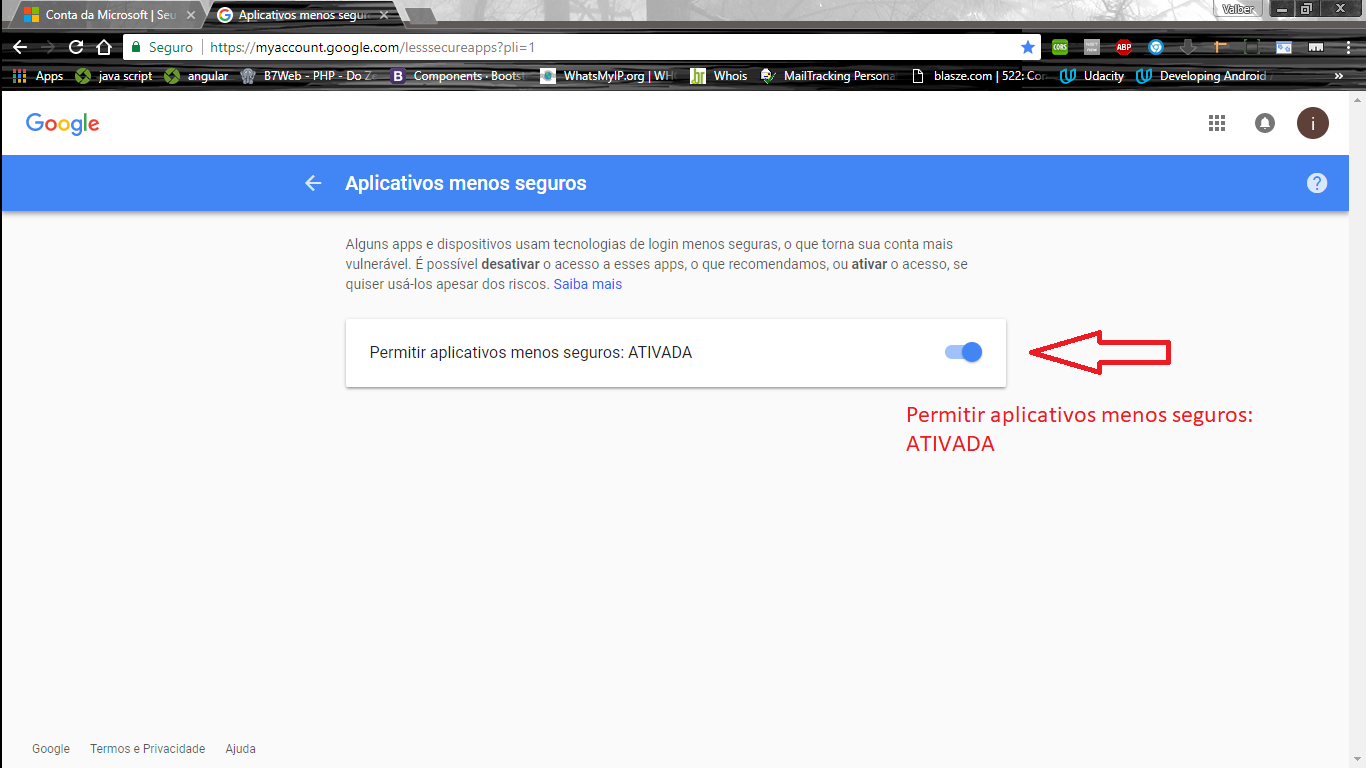 Conta da Microsoft | Seu
Aplicativos menos segur
Valber
Seguro
https://myaccount.google.com/lesssecureapps?pli=1
CORS
ABP
Apps
java script
angular
B7Web - PHP - Do Ze
B
Components · Boots
WhatsMyIP.org | WH
Whois
MailTracking Persona
blasze.com | 522: Co
Udacity
Developing Android
»
Google
i
Aplicativos menos seguros
?
Alguns apps e dispositivos usam tecnologias de login menos seguras, o que torna sua conta mais
vulnerável. É possível desativar o acesso a esses apps, o que recomendamos, ou ativar o acesso, se
quiser usá-los apesar dos riscos. Saiba mais
Permitir aplicativos menos seguros: ATIVADA
Permitir aplicativos menos seguros:
ATIVADA
Google
Termos e Privacidade
Ajuda